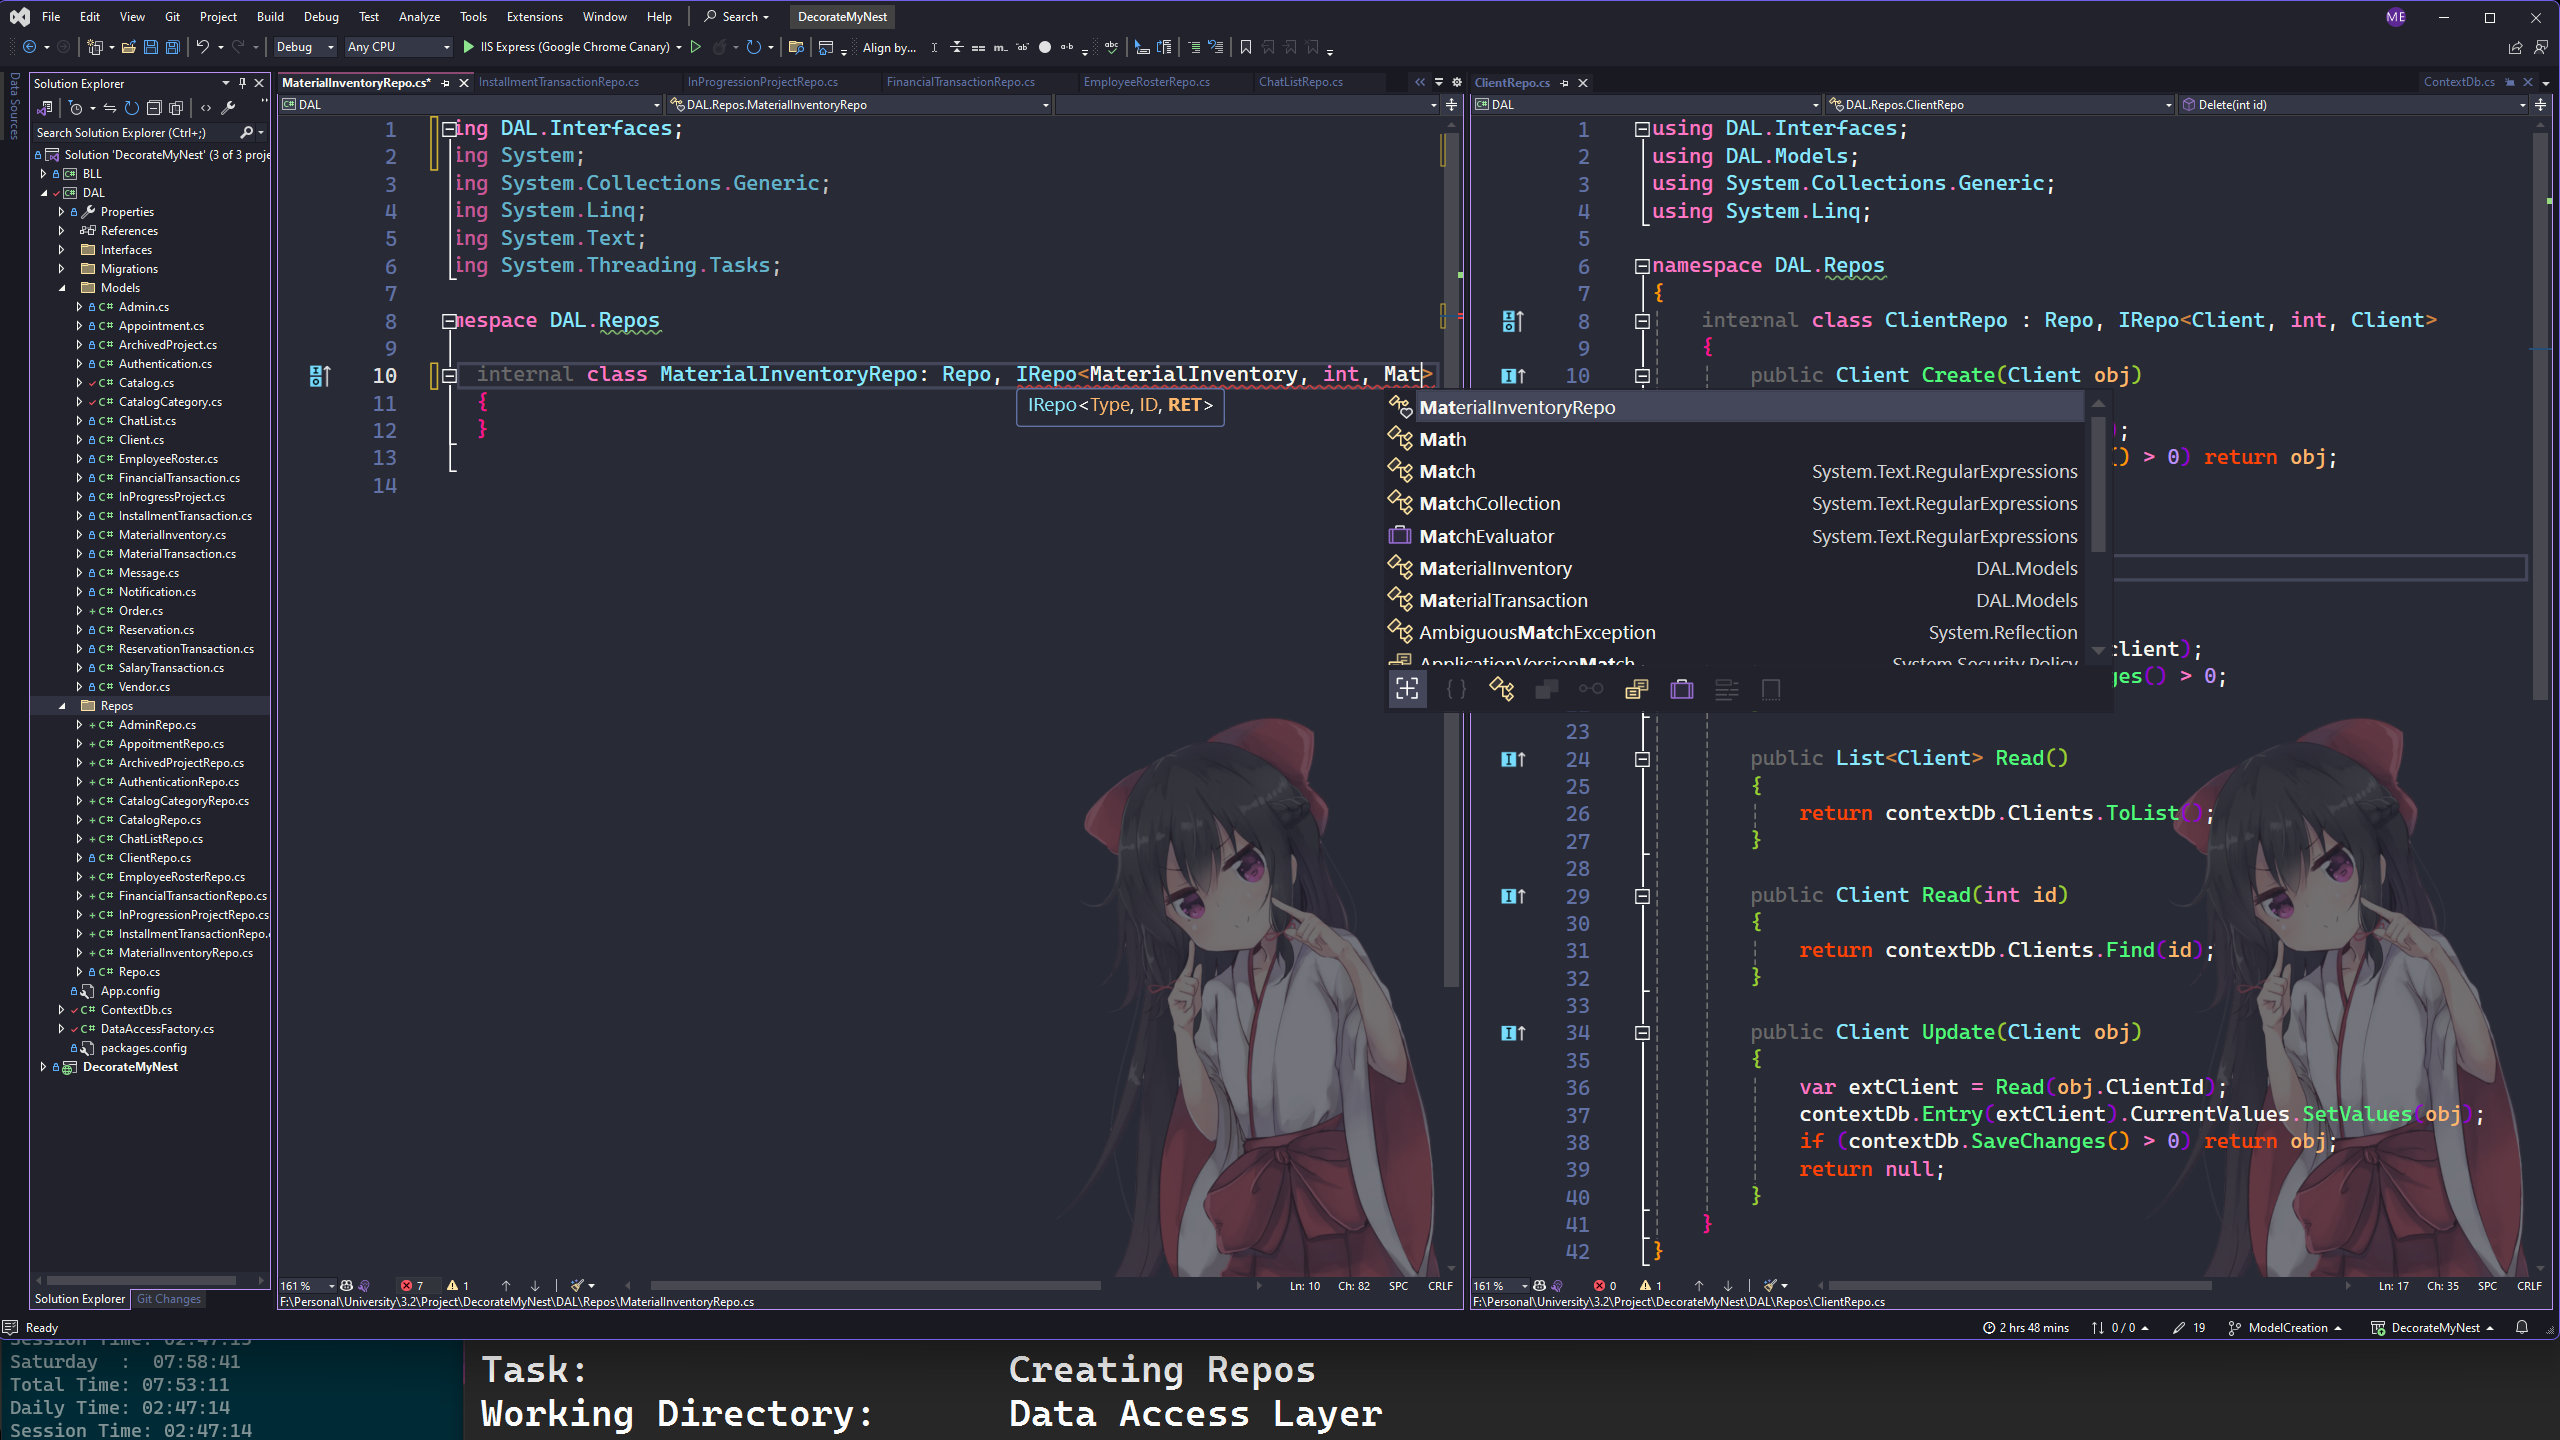 File Edit View Git Project Build Debug Test Analyze Tools Extensions Window Help Search DecorateMyNest ME
Debug Any CPU IIS Express (Google Chrome Canary) Align by...
Data Sources
Solution Explorer
Search Solution Explorer (Ctrl+;)
Solution 'DecorateMyNest' (3 of 3 proje
BLL
DAL
Properties
References
Interfaces
Migrations
Models
C# Admin.cs
C# Appointment.cs
C# ArchivedProject.cs
C# Authentication.cs
C# Catalog.cs
C# CatalogCategory.cs
C# ChatList.cs
C# Client.cs
C# EmployeeRoster.cs
C# FinancialTransaction.cs
C# InProgressProject.cs
C# InstallmentTransaction.cs
C# MaterialInventory.cs
C# MaterialTransaction.cs
C# Message.cs
C# Notification.cs
C# Order.cs
C# Reservation.cs
C# ReservationTransaction.cs
C# SalaryTransaction.cs
C# Vendor.cs
Repos
C# AdminRepo.cs
C# AppoitmentRepo.cs
C# ArchivedProjectRepo.cs
C# AuthenticationRepo.cs
C# CatalogCategoryRepo.cs
C# CatalogRepo.cs
C# ChatListRepo.cs
C# ClientRepo.cs
C# EmployeeRosterRepo.cs
C# FinancialTransactionRepo.cs
C# InProgressionProjectRepo.cs
C# InstallmentTransactionRepo.
C# MaterialInventoryRepo.cs
C# Repo.cs
App.config
C# ContextDb.cs
C# DataAccessFactory.cs
packages.config
DecorateMyNest
Solution Explorer Git Changes
MaterialInventoryRepo.cs* InstallmentTransactionRepo.cs InProgressionProjectRepo.cs FinancialTransactionRepo.cs EmployeeRosterRepo.cs ChatListRepo.cs
DAL DAL.Repos.MaterialInventoryRepo
1 ing DAL.Interfaces;
2 ing System;
3 ing System.Collections.Generic;
4 ing System.Linq;
5 ing System.Text;
6 ing System.Threading.Tasks;
7
8 mespace DAL.Repos
9
10 internal class MaterialInventoryRepo: Repo, IRepo<MaterialInventory, int, Mat>
11 {
12 }
13
14
IRepo<Type, ID, RET>
MaterialInventoryRepo
Math
Match System.Text.RegularExpressions
MatchCollection System.Text.RegularExpressions
MatchEvaluator System.Text.RegularExpressions
MaterialInventory DAL.Models
MaterialTransaction DAL.Models
AmbiguousMatchException System.Reflection
ApplicationVersionMatch System.Security.Policy
161 % 7 1 Ln: 10 Ch: 82 SPC CRLF
F:\Personal\University\3.2\Project\DecorateMyNest\DAL\Repos\MaterialInventoryRepo.cs
ClientRepo.cs ContextDb.cs
DAL DAL.Repos.ClientRepo Delete(int id)
1 using DAL.Interfaces;
2 using DAL.Models;
3 using System.Collections.Generic;
4 using System.Linq;
5
6 namespace DAL.Repos
7 {
8 internal class ClientRepo : Repo, IRepo<Client, int, Client>
9 {
10 public Client Create(Client obj)
;
() > 0) return obj;
client);
ges() > 0;
23
24 public List<Client> Read()
25 {
26 return contextDb.Clients.ToList();
27 }
28
29 public Client Read(int id)
30 {
31 return contextDb.Clients.Find(id);
32 }
33
34 public Client Update(Client obj)
35 {
36 var extClient = Read(obj.ClientId);
37 contextDb.Entry(extClient).CurrentValues.SetValues(obj);
38 if (contextDb.SaveChanges() > 0) return obj;
39 return null;
40 }
41 }
42 }
161 % 0 1 Ln: 17 Ch: 35 SPC CRLF
F:\Personal\University\3.2\Project\DecorateMyNest\DAL\Repos\ClientRepo.cs
Ready 2 hrs 48 mins 0 / 0 19 ModelCreation DecorateMyNest
Session Time: 02:47:13
Saturday : 07:58:41
Total Time: 07:53:11
Daily Time: 02:47:14
Session Time: 02:47:14
Task: Creating Repos
Working Directory: Data Access Layer